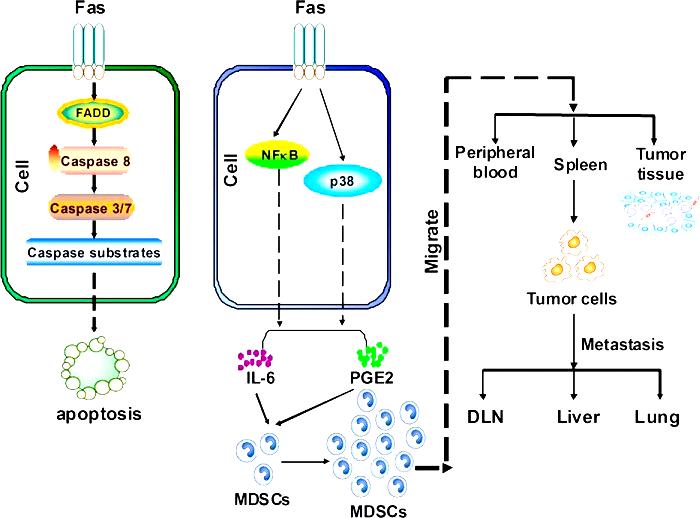 Fas
FADD
Caspase 8
Caspase 3/7
Caspase substrates
Cell
apoptosis
Fas
Cell
NFκB
p38
IL-6
PGE2
MDSCs
MDSCs
Migrate
Peripheral
blood
Spleen
Tumor
tissue
Tumor cells
Metastasis
DLN
Liver
Lung